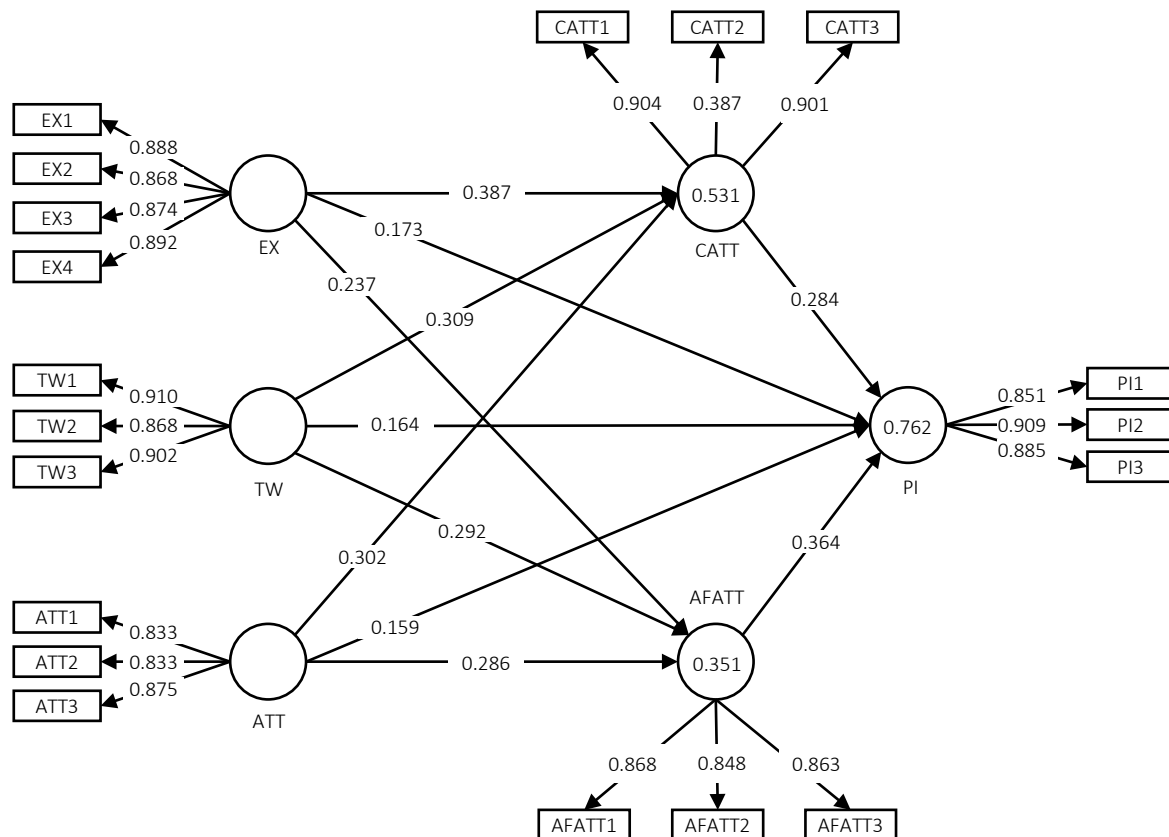 CATT1 CATT2 CATT3
0.904 0.387 0.901
EX1
EX2
EX3
EX4
0.888
0.868
0.874
0.892
EX
0.387
0.173
0.237
0.531
CATT
0.284
0.309
TW1
TW2
TW3
0.910
0.868
0.902
TW
0.164
0.292
0.762
PI
0.851
0.909
0.885
PI1
PI2
PI3
0.302
0.364
ATT1
ATT2
ATT3
0.833
0.833
0.875
ATT
0.159
0.286
AFATT
0.351
0.868 0.848 0.863
AFATT1 AFATT2 AFATT3